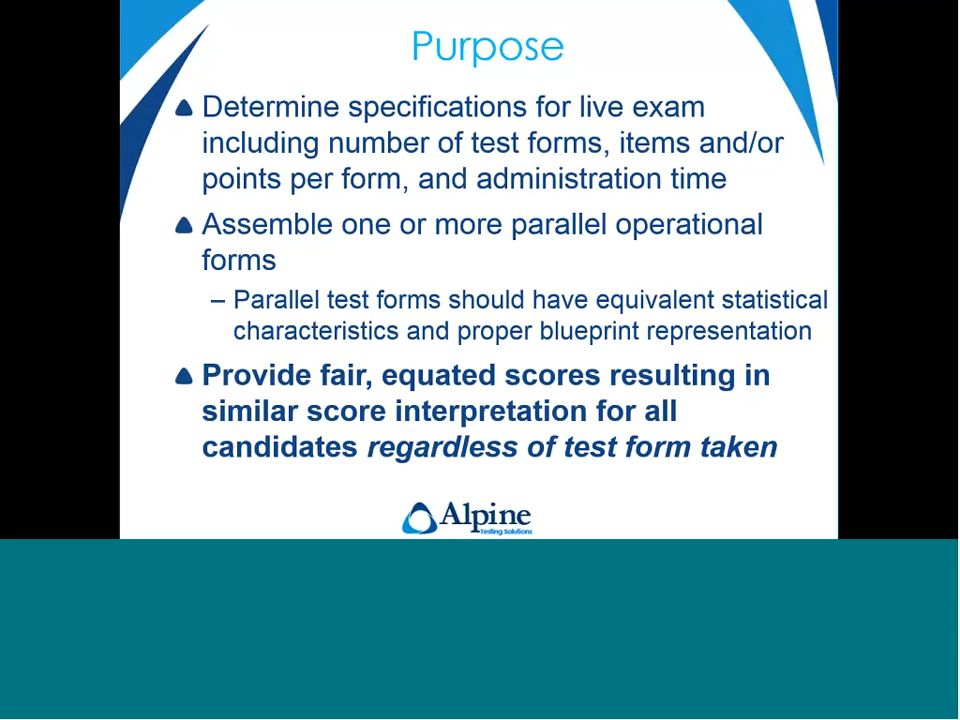 Purpose
Determine specifications for live exam
including number of test forms, items and/or
points per form, and administration time
Assemble one or more parallel operational
forms
– Parallel test forms should have equivalent statistical
characteristics and proper blueprint representation
Provide fair, equated scores resulting in
similar score interpretation for all
candidates regardless of test form taken
Alpine
Testing Solutions